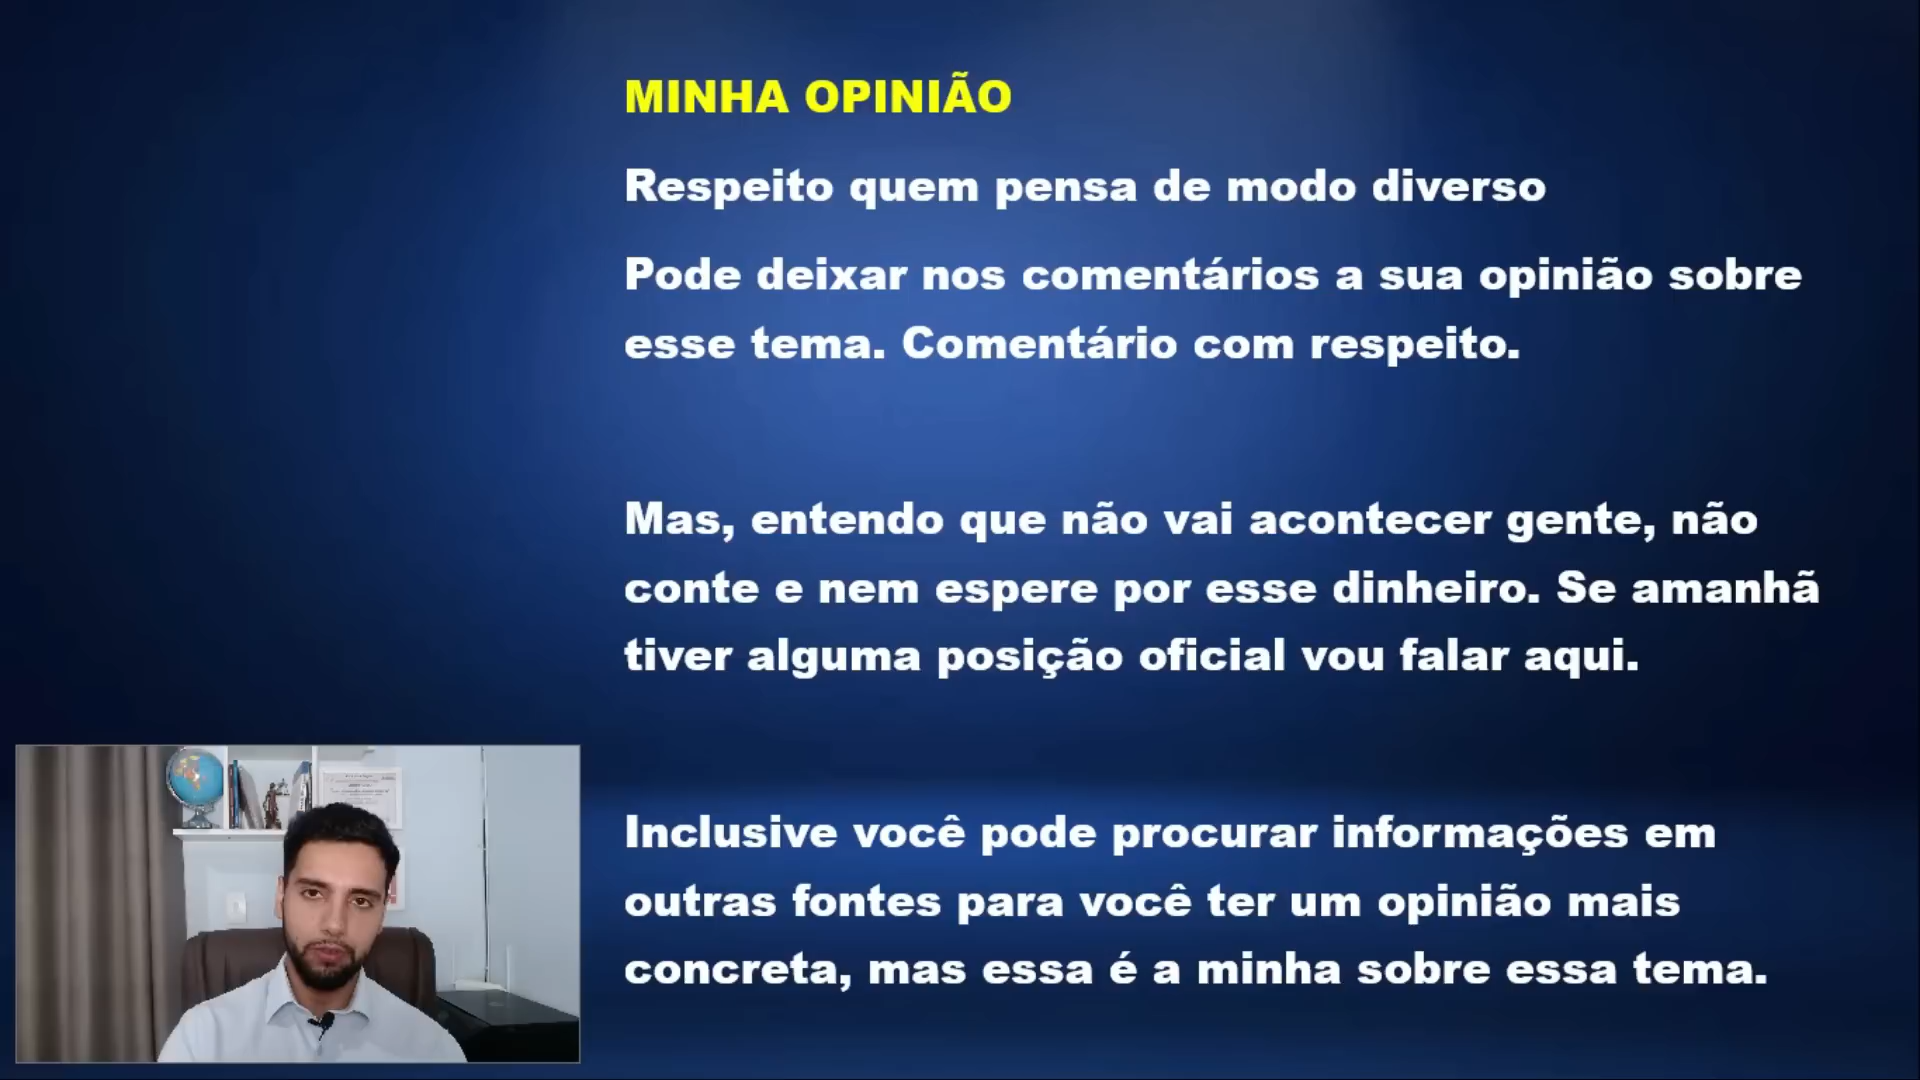 MINHA OPINIÃO
Respeito quem pensa de modo diverso
Pode deixar nos comentários a sua opinião sobre
esse tema. Comentário com respeito.
Mas, entendo que não vai acontecer gente, não
conte e nem espere por esse dinheiro. Se amanhã
tiver alguma posição oficial vou falar aqui.
Inclusive você pode procurar informações em
outras fontes para você ter um opinião mais
concreta, mas essa é a minha sobre essa tema.